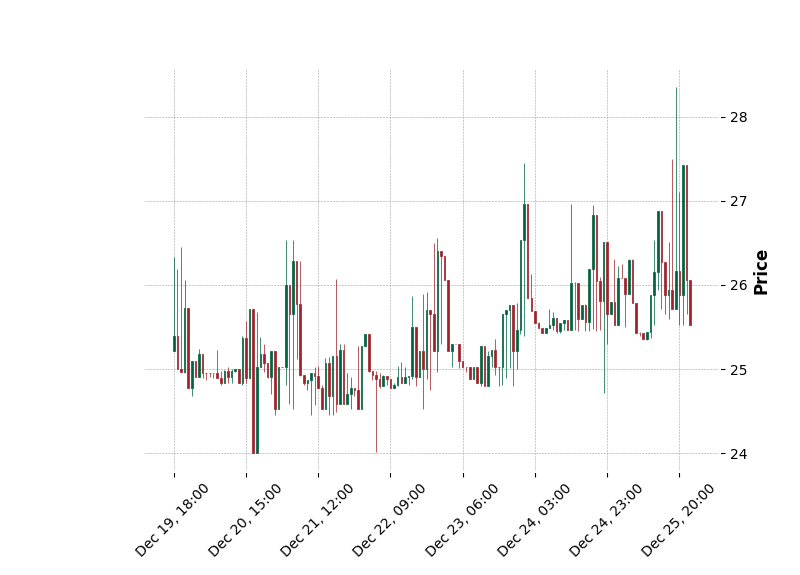 28
27
26
25
24
Price
Dec 19, 18:00
Dec 20, 15:00
Dec 21, 12:00
Dec 22, 09:00
Dec 23, 06:00
Dec 24, 03:00
Dec 24, 23:00
Dec 25, 20:00